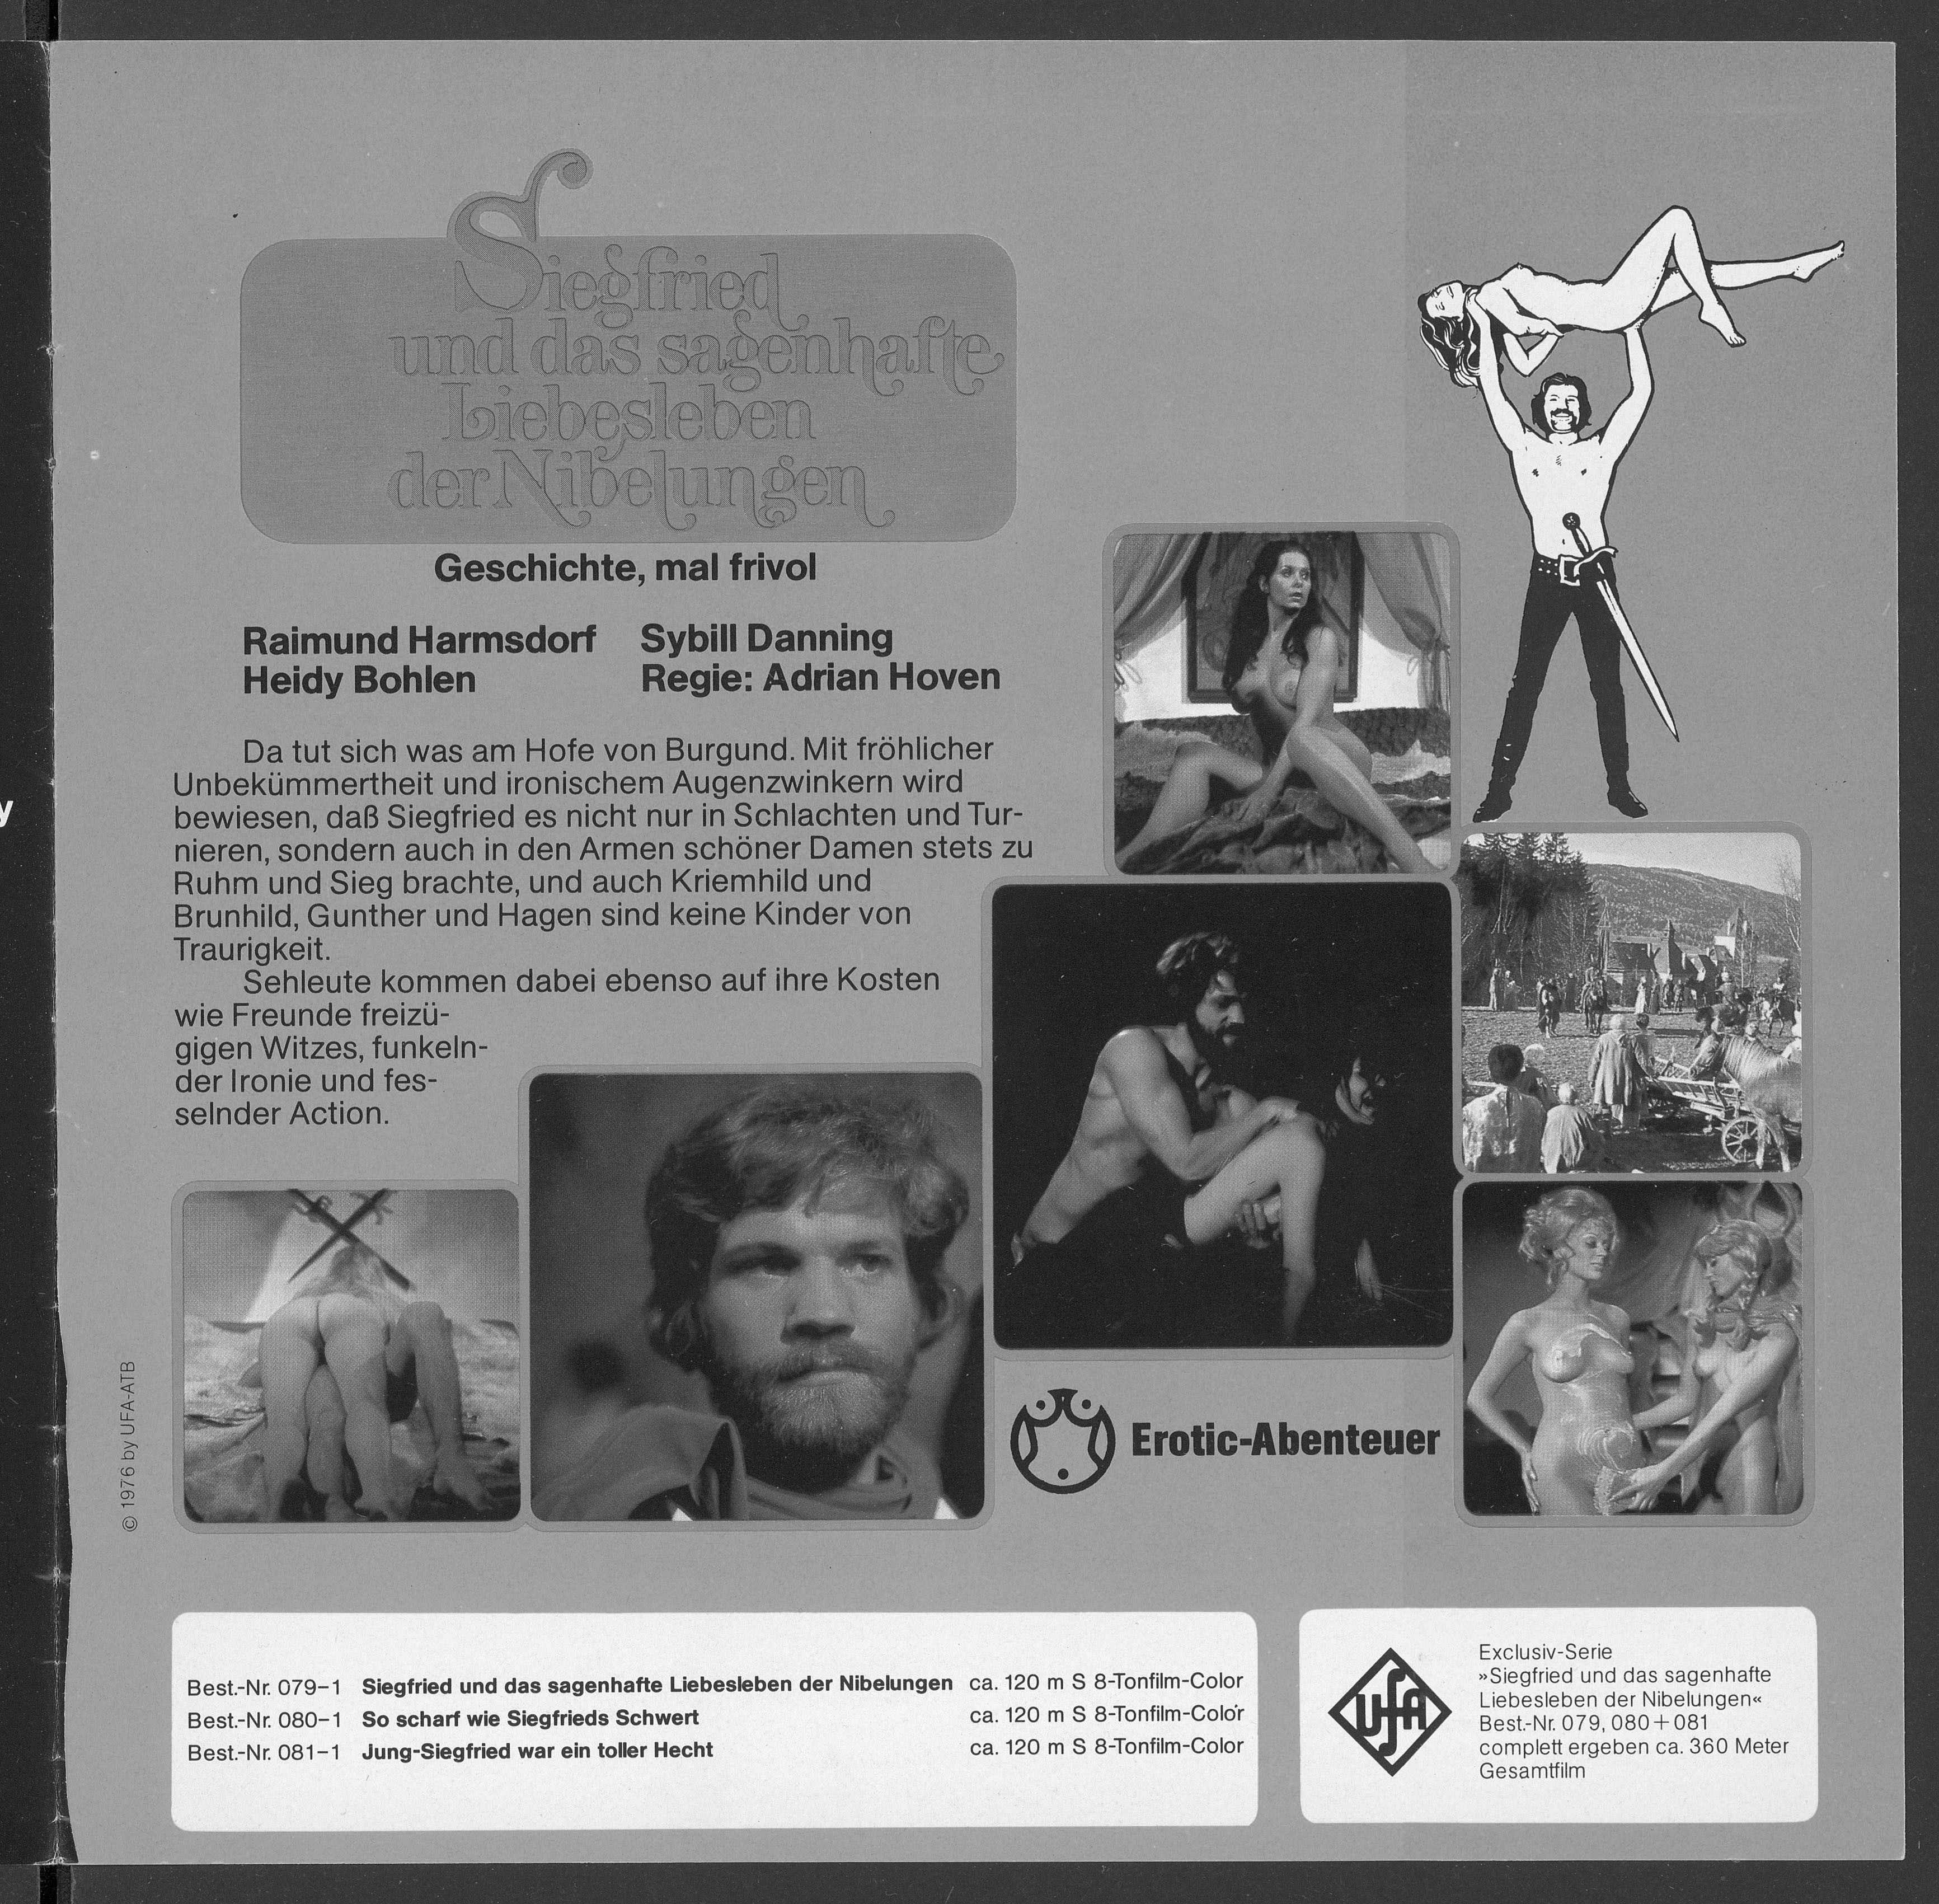 Siegfried
und das sagenhafte
Liebesleben
der Nibelungen
Geschichte, mal frivol
Raimund Harmsdorf Sybill Danning
Heidy Bohlen Regie: Adrian Hoven
Da tut sich was am Hofe von Burgund. Mit fröhlicher
Unbekümmertheit und ironischem Augenzwinkern wird
bewiesen, daß Siegfried es nicht nur in Schlachten und Tur-
nieren, sondern auch in den Armen schöner Damen stets zu
Ruhm und Sieg brachte, und auch Kriemhild und
Brunhild, Gunther und Hagen sind keine Kinder von
Traurigkeit.
Sehleute kommen dabei ebenso auf ihre Kosten
wie Freunde freizü-
gigen Witzes, funkeln-
der Ironie und fes-
selnder Action.
y
© 1976 by UFA-ATB
Erotic-Abenteuer
Best.-Nr. 079-1 Siegfried und das sagenhafte Liebesleben der Nibelungen ca. 120 m S 8-Tonfilm-Color
Best.-Nr. 080-1 So scharf wie Siegfrieds Schwert ca. 120 m S 8-Tonfilm-Color
Best.-Nr. 081-1 Jung-Siegfried war ein toller Hecht ca. 120 m S 8-Tonfilm-Color
UFA
Exclusiv-Serie
»Siegfried und das sagenhafte
Liebesleben der Nibelungen«
Best.-Nr. 079, 080+081
complett ergeben ca. 360 Meter
Gesamtfilm